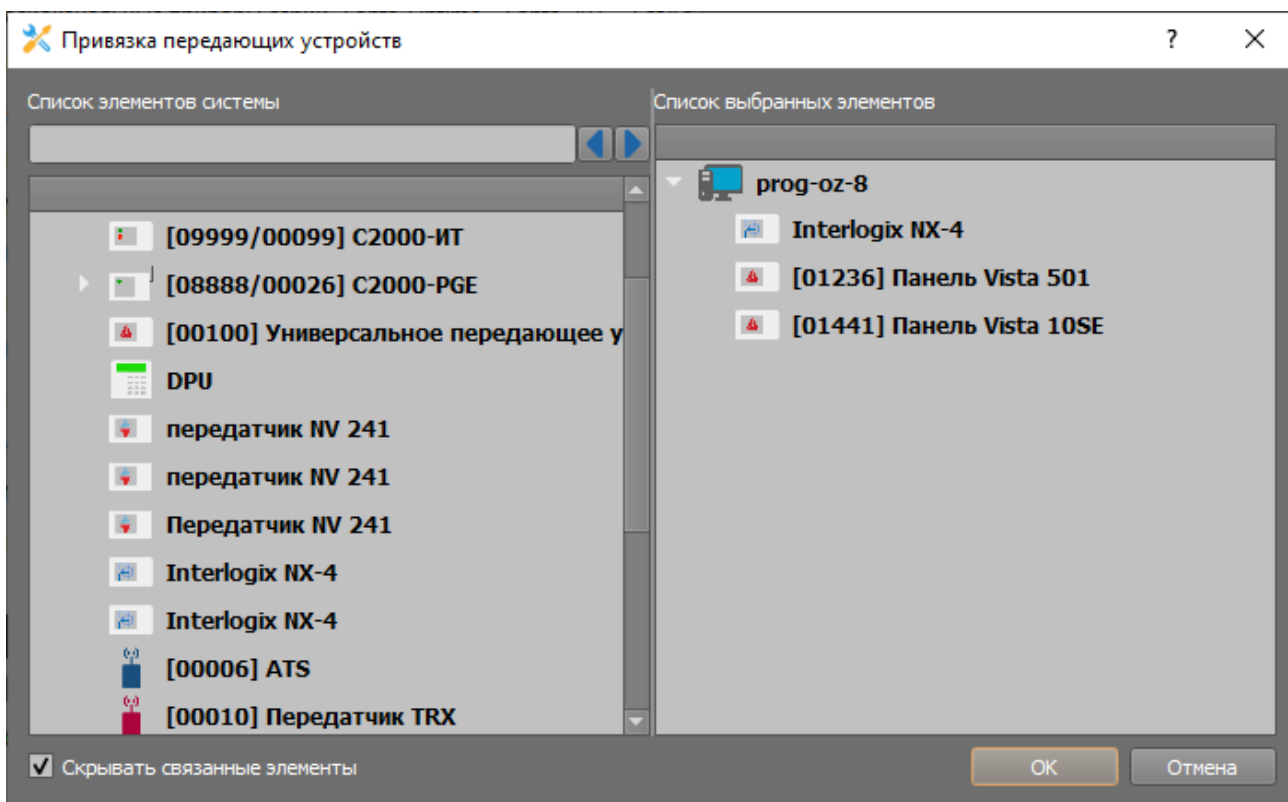 Привязка передающих устройств
?
Список элементов системы
[09999/00099] С2000-ИТ
[08888/00026] С2000-PGE
[00100] Универсальное передающее у
DPU
передатчик NV 241
передатчик NV 241
Передатчик NV 241
Interlogix NX-4
Interlogix NX-4
[00006] ATS
[00010] Передатчик TRX
Скрывать связанные элементы
Список выбранных элементов
prog-oz-8
Interlogix NX-4
[01236] Панель Vista 501
[01441] Панель Vista 10SE
ОК
Отмена